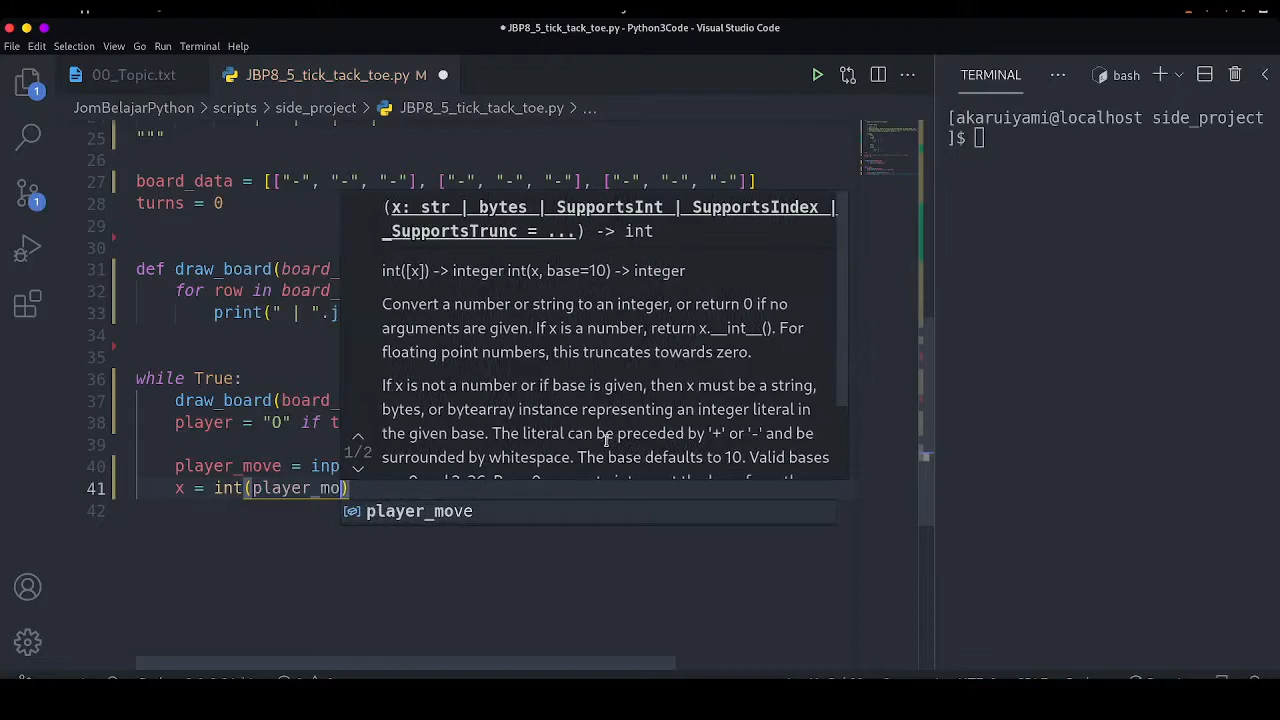 JBP8_5_tick_tack_toe.py - Python3Code - Visual Studio Code
File Edit Selection View Go Run Terminal Help
00_Topic.txt JBP8_5_tick_tack_toe.py M TERMINAL bash
JomBelajarPython scripts side_project JBP8_5_tick_tack_toe.py ...
[akaruiyami@localhost side_project
]$
25 """
26
27 board_data = [["-", "-", "-"], ["-", "-", "-"], ["-", "-", "-"]]
28 turns = 0
29
30
31 def draw_board(board_
32 for row in board_
33 print(" | ".j
34
35
36 while True:
37 draw_board(board_
38 player = "O" if t
39
40 player_move = inp
41 x = int(player_mo)
42
(x: str | bytes | SupportsInt | SupportsIndex |
_SupportsTrunc = ...) -> int
int([x]) -> integer int(x, base=10) -> integer
Convert a number or string to an integer, or return 0 if no
arguments are given. If x is a number, return x.__int__(). For
floating point numbers, this truncates towards zero.
If x is not a number or if base is given, then x must be a string,
bytes, or bytearray instance representing an integer literal in
the given base. The literal can be preceded by '+' or '-' and be
surrounded by whitespace. The base defaults to 10. Valid bases
1/2
player_move
1
1